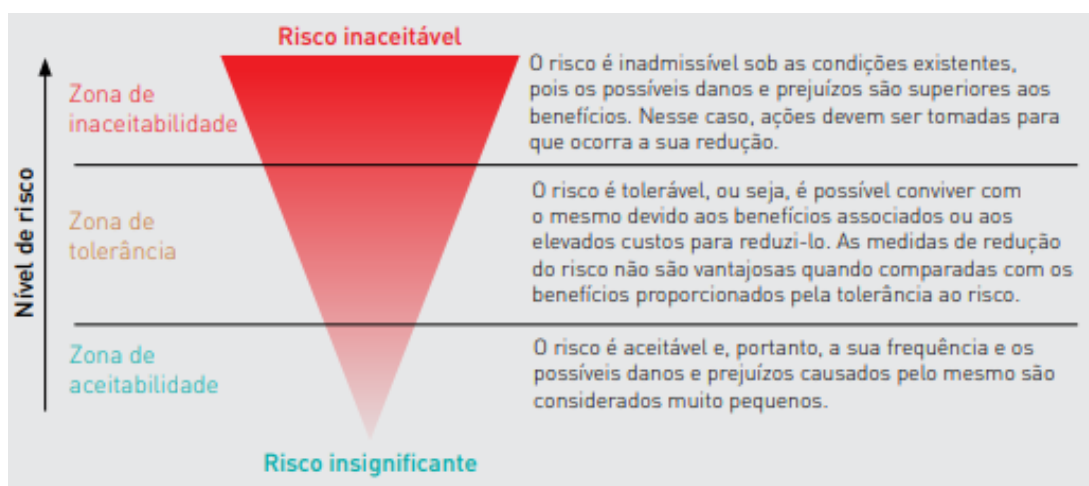 Risco inaceitável
Nível de risco
Zona de
inaceitabilidade
O risco é inadmissível sob as condições existentes,
pois os possíveis danos e prejuízos são superiores aos
benefícios. Nesse caso, ações devem ser tomadas para
que ocorra a sua redução.
Zona de
tolerância
O risco é tolerável, ou seja, é possível conviver com
o mesmo devido aos benefícios associados ou aos
elevados custos para reduzi-lo. As medidas de redução
do risco não são vantajosas quando comparadas com os
benefícios proporcionados pela tolerância ao risco.
Zona de
aceitabilidade
O risco é aceitável e, portanto, a sua frequência e os
possíveis danos e prejuízos causados pelo mesmo são
considerados muito pequenos.
Risco insignificante